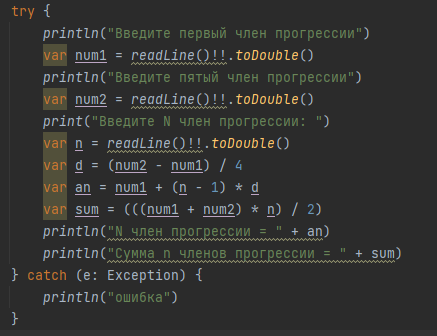 try {
println("Введите первый член прогрессии")
var num1 = readLine()!!.toDouble()
println("Введите пятый член прогрессии")
var num2 = readLine()!!.toDouble()
print("Введите N член прогрессии: ")
var n = readLine()!!.toDouble()
var d = (num2 - num1) / 4
var an = num1 + (n - 1) * d
var sum = (((num1 + num2) * n) / 2)
println("N член прогрессии = " + an)
println("Сумма n членов прогрессии = " + sum)
} catch (e: Exception) {
println("ошибка")
}